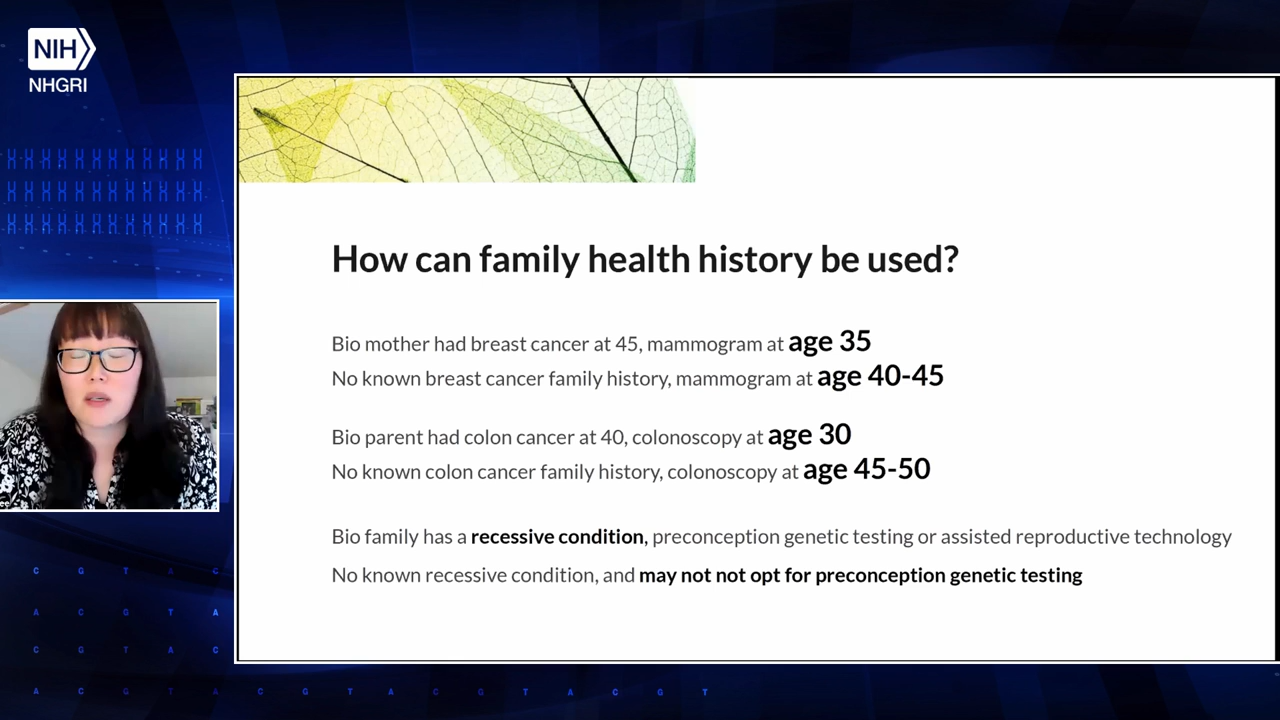 NIH
NHGRI
How can family health history be used?
Bio mother had breast cancer at 45, mammogram at age 35
No known breast cancer family history, mammogram at age 40-45
Bio parent had colon cancer at 40, colonoscopy at age 30
No known colon cancer family history, colonoscopy at age 45-50
Bio family has a recessive condition, preconception genetic testing or assisted reproductive technology
No known recessive condition, and may not not opt for preconception genetic testing
ee
C G T A C
A C G T A
C G T A C
A C G T A C G T A C G T A C G T